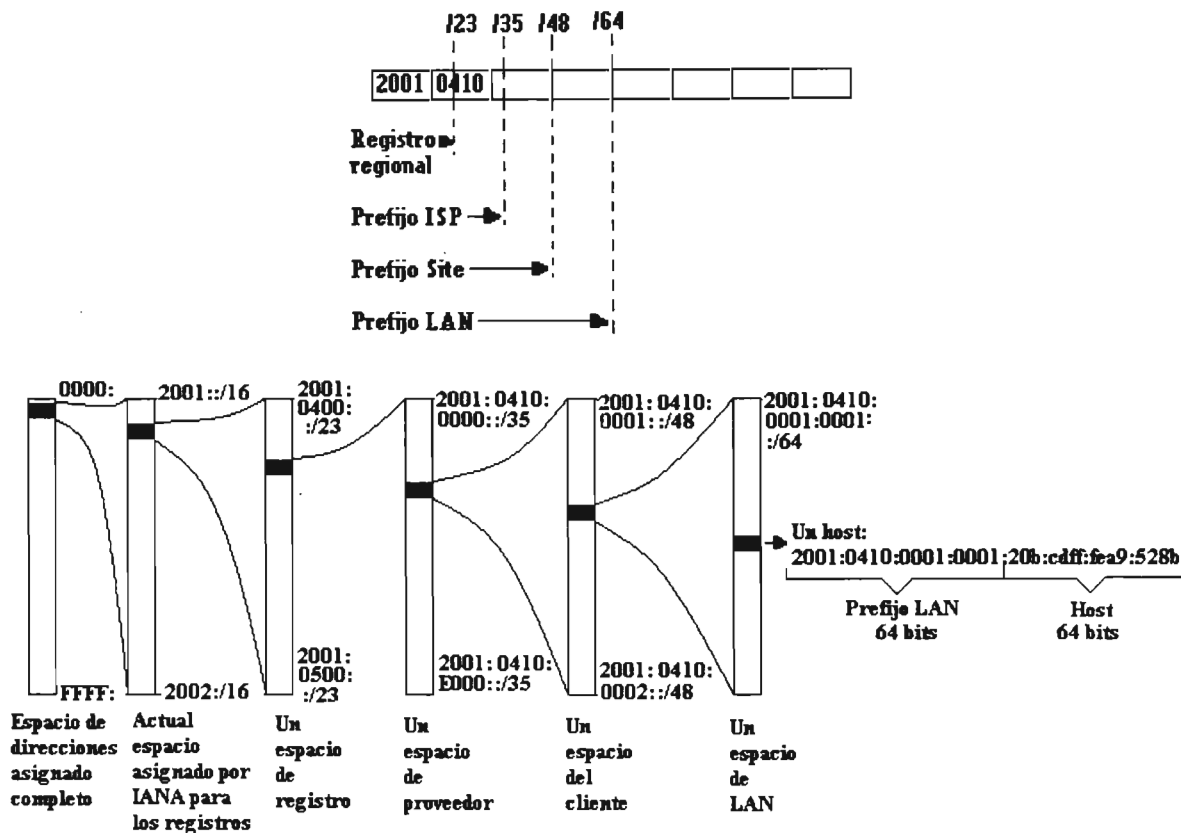 /23 /35 /48 /64
2001 0410
Registro
regional
Prefijo ISP
Prefijo Site
Prefijo LAN
0000:
FFFF:
Espacio de
direcciones
asignado
completo
2001::/16
2002:/16
Actual
espacio
asignado por
IANA para
los registros
2001:
0400:
:/23
2001:
0500:
:/23
Un
espacio
de
registro
2001:0410:
0000::/35
2001:0410:
E000::/35
Un
espacio
de
proveedor
2001:0410:
0001::/48
2001:0410:
0002::/48
Un
espacio
del
cliente
2001:0410:
0001:0001:
:/64
Un
espacio
de
LAN
Un host:
2001:0410:0001:0001:20b:cdff:fea9:528b
Prefijo LAN
64 bits
Host
64 bits